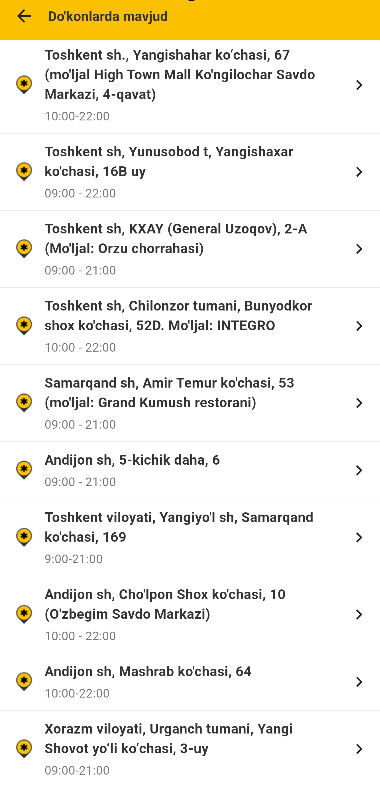 Do'konlarda mavjud
Toshkent sh., Yangishahar ko‘chasi, 67
(mo'ljal High Town Mall Ko'ngilochar Savdo
Markazi, 4-qavat)
10:00-22:00
Toshkent sh, Yunusobod t, Yangishaxar
ko'chasi, 16B uy
09:00 - 22:00
Toshkent sh, KXAY (General Uzoqov), 2-A
(Mo'ljal: Orzu chorrahasi)
09:00 - 21:00
Toshkent sh, Chilonzor tumani, Bunyodkor
shox ko'chasi, 52D. Mo'ljal: INTEGRO
10:00 - 22:00
Samarqand sh, Amir Temur ko'chasi, 53
(mo'ljal: Grand Kumush restorani)
09:00 - 21:00
Andijon sh, 5-kichik daha, 6
09:00 - 21:00
Toshkent viloyati, Yangiyo'l sh, Samarqand
ko'chasi, 169
9:00-21:00
Andijon sh, Cho'lpon Shox ko'chasi, 10
(O'zbegim Savdo Markazi)
10:00 - 22:00
Andijon sh, Mashrab ko'chasi, 64
10:00-22:00
Xorazm viloyati, Urganch tumani, Yangi
Shovot yo‘li ko‘chasi, 3-uy
09:00-21:00